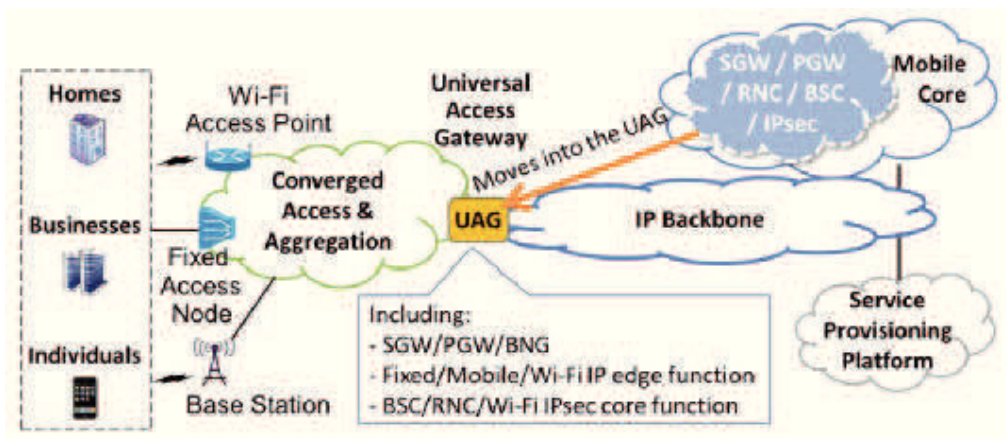 Homes
Businesses
Individuals
Wi-Fi
Access Point
Fixed
Access
Node
Base Station
Converged
Access &
Aggregation
Universal
Access
Gateway
UAG
Moves into the UAG
SGW / PGW
/ RNC / BSC
/ IPsec
Mobile
Core
IP Backbone
Service
Provisioning
Platform
Including:
- SGW/PGW/BNG
- Fixed/Mobile/Wi-Fi IP edge function
- BSC/RNC/Wi-Fi IPsec core function